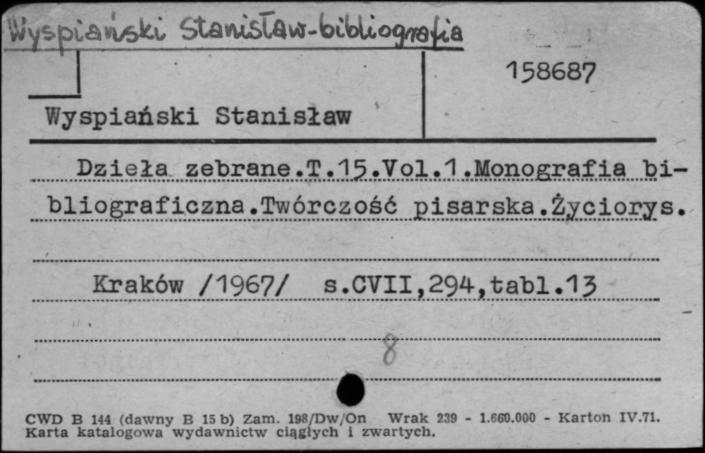 Wyspiański Stanisław-bibliografia
158687
Wyspiański Stanisław
Dzieła zebrane.T.15.Vol.1.Monografia bi-
bliograficzna.Twórczość pisarska.Życiorys.
Kraków /1967/ s.CVII,294,tabl.13
8
CWD B 144 (dawny B 15 b) Zam. 198/Dw/On Wrak 239 - 1.660.000 - Karton IV.71.
Karta katalogowa wydawnictw ciągłych i zwartych.